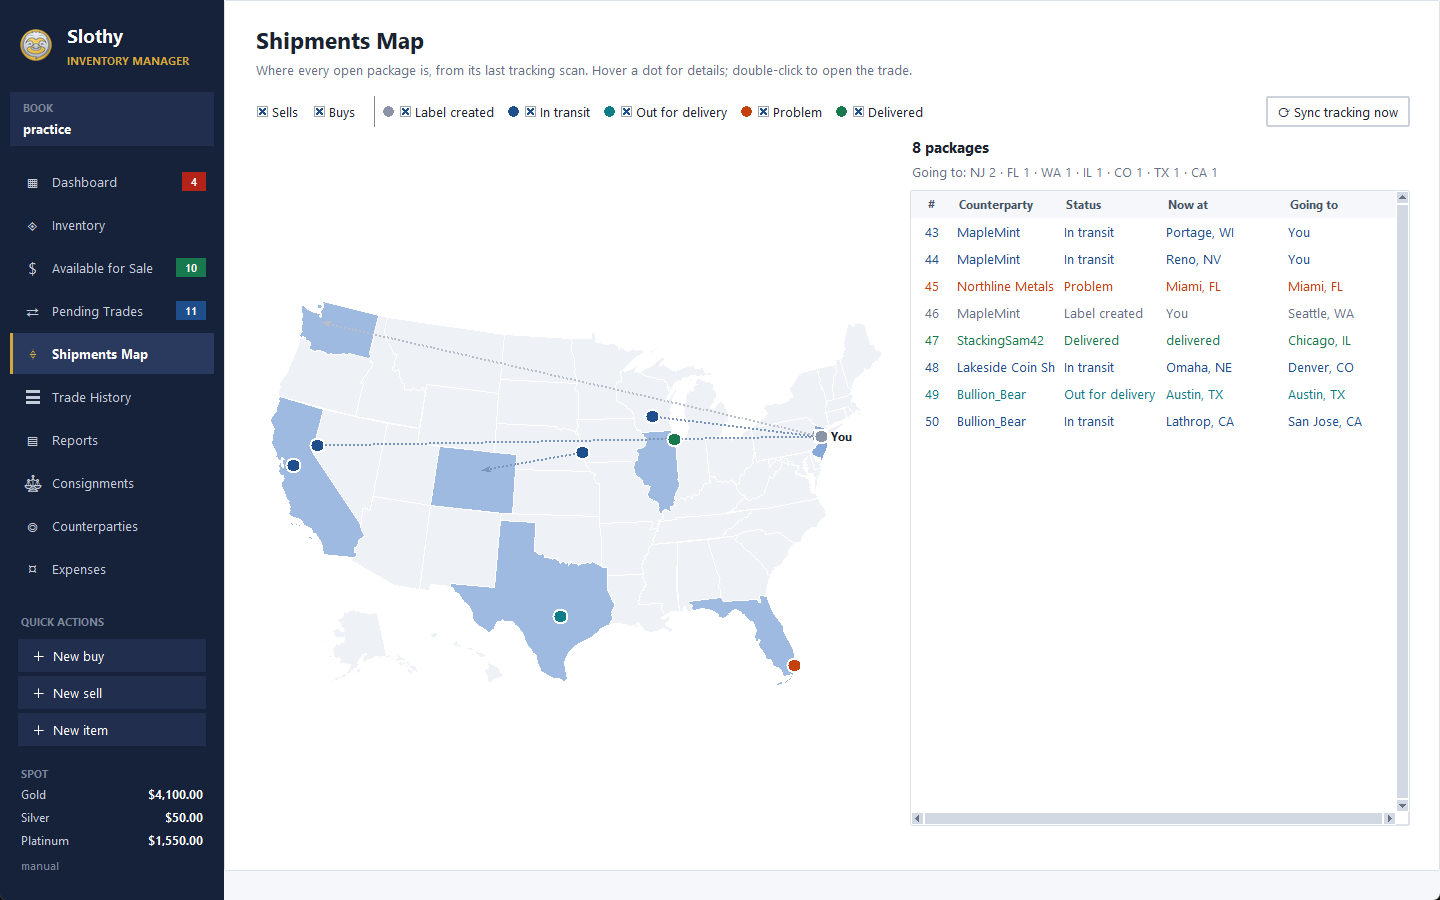 Slothy
INVENTORY MANAGER
BOOK
practice
Dashboard 4
Inventory
Available for Sale 10
Pending Trades 11
Shipments Map
Trade History
Reports
Consignments
Counterparties
Expenses
QUICK ACTIONS
+ New buy
+ New sell
+ New item
SPOT
Gold $4,100.00
Silver $50.00
Platinum $1,550.00
manual
Shipments Map
Where every open package is, from its last tracking scan. Hover a dot for details; double-click to open the trade.
Sells Buys Label created In transit Out for delivery Problem Delivered
Sync tracking now
You
8 packages
Going to: NJ 2 · FL 1 · WA 1 · IL 1 · CO 1 · TX 1 · CA 1
# Counterparty Status Now at Going to
43 MapleMint In transit Portage, WI You
44 MapleMint In transit Reno, NV You
45 Northline Metals Problem Miami, FL Miami, FL
46 MapleMint Label created You Seattle, WA
47 StackingSam42 Delivered delivered Chicago, IL
48 Lakeside Coin Sh In transit Omaha, NE Denver, CO
49 Bullion_Bear Out for delivery Austin, TX Austin, TX
50 Bullion_Bear In transit Lathrop, CA San Jose, CA